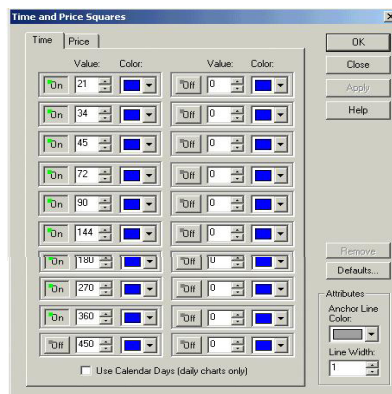 Time and Price Squares
Time Price
Value: Color: Value: Color:
On 21 Off 0
On 34 Off 0
On 45 Off 0
On 72 Off 0
On 90 Off 0
On 144 Off 0
On 180 Off 0
On 270 Off 0
On 360 Off 0
Off 450 Off 0
Use Calendar Days (daily charts only)
OK
Close
Apply
Help
Remove
Defaults...
Attributes
Anchor Line
Color:
Line Width:
1